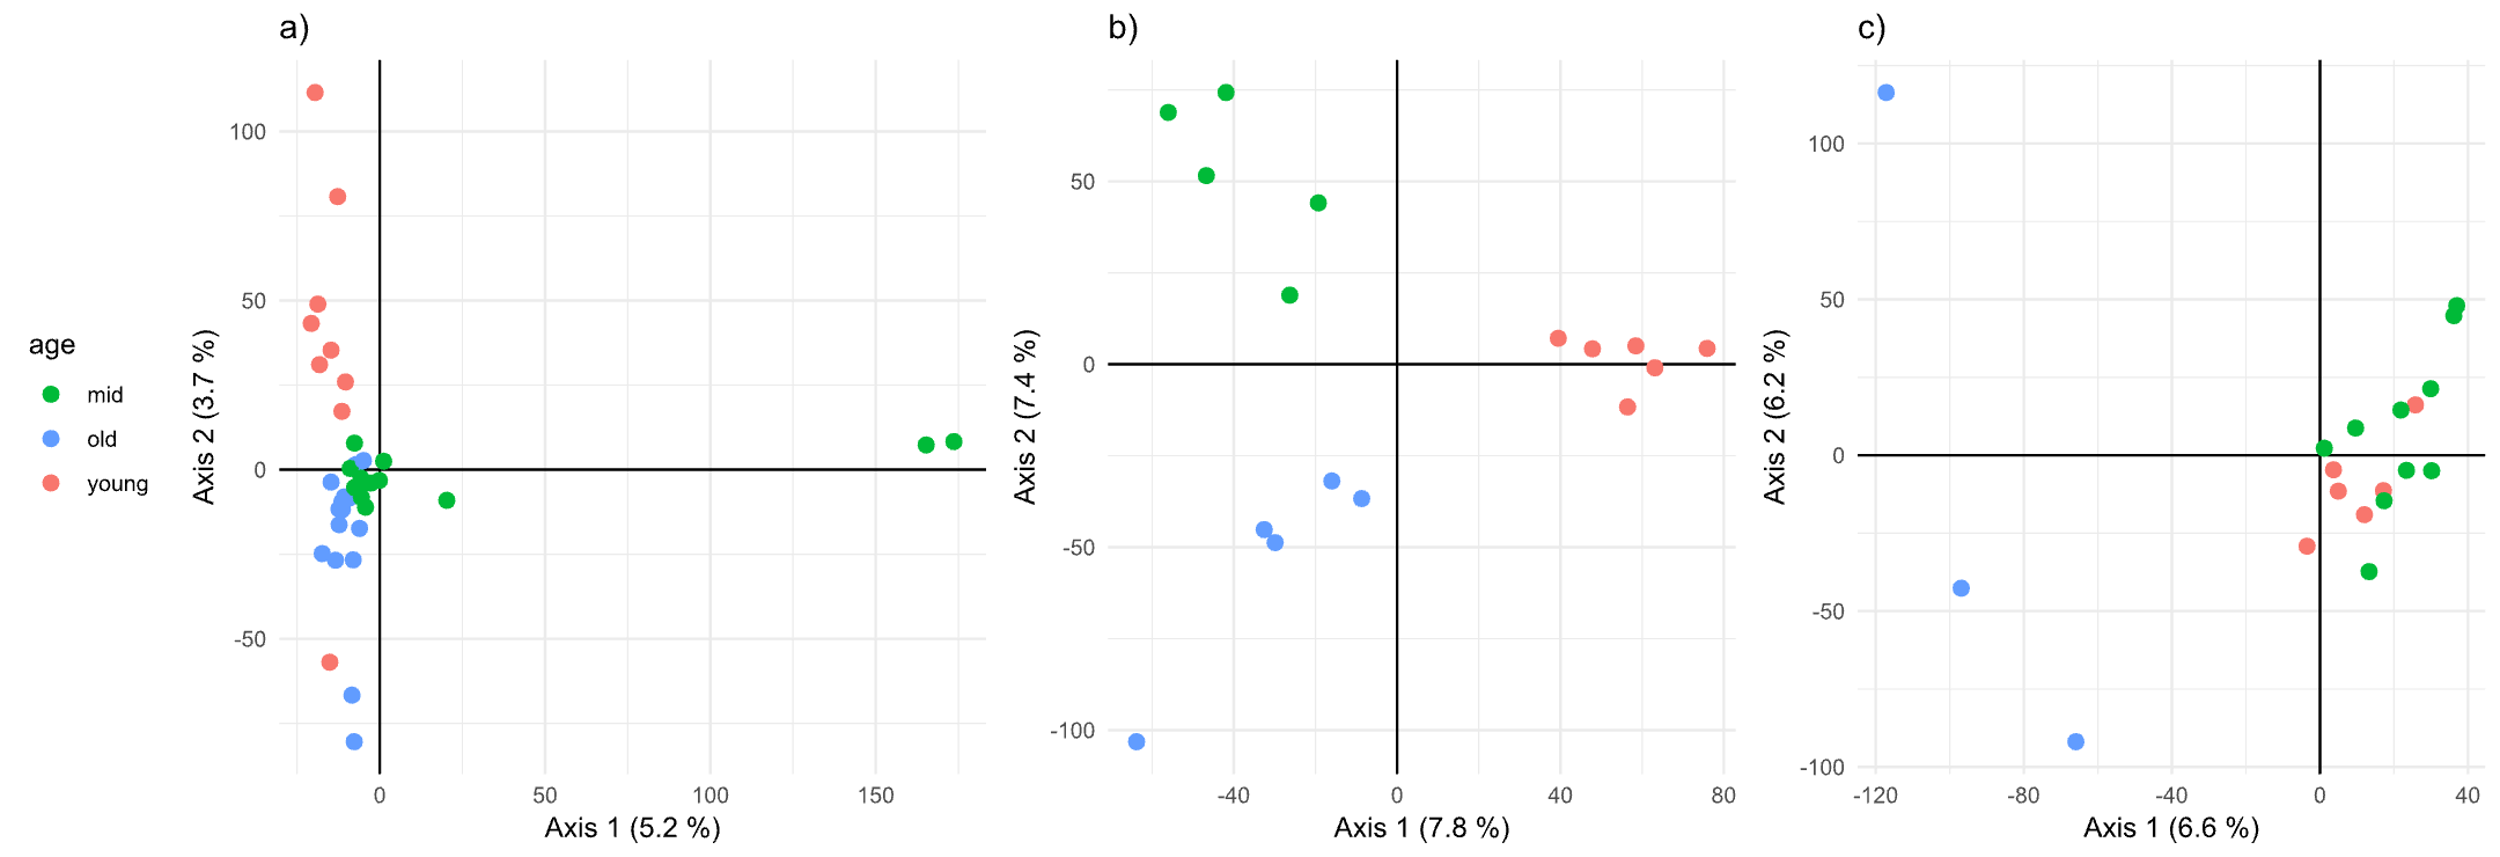 a)
b)
c)
age
mid
old
young
Axis 2 (3.7 %)
100
50
0
-50
0
50
100
150
Axis 1 (5.2 %)
Axis 2 (7.4 %)
50
0
-50
-100
-40
0
40
80
Axis 1 (7.8 %)
Axis 2 (6.2 %)
100
50
0
-50
-100
-120
-80
-40
0
40
Axis 1 (6.6 %)